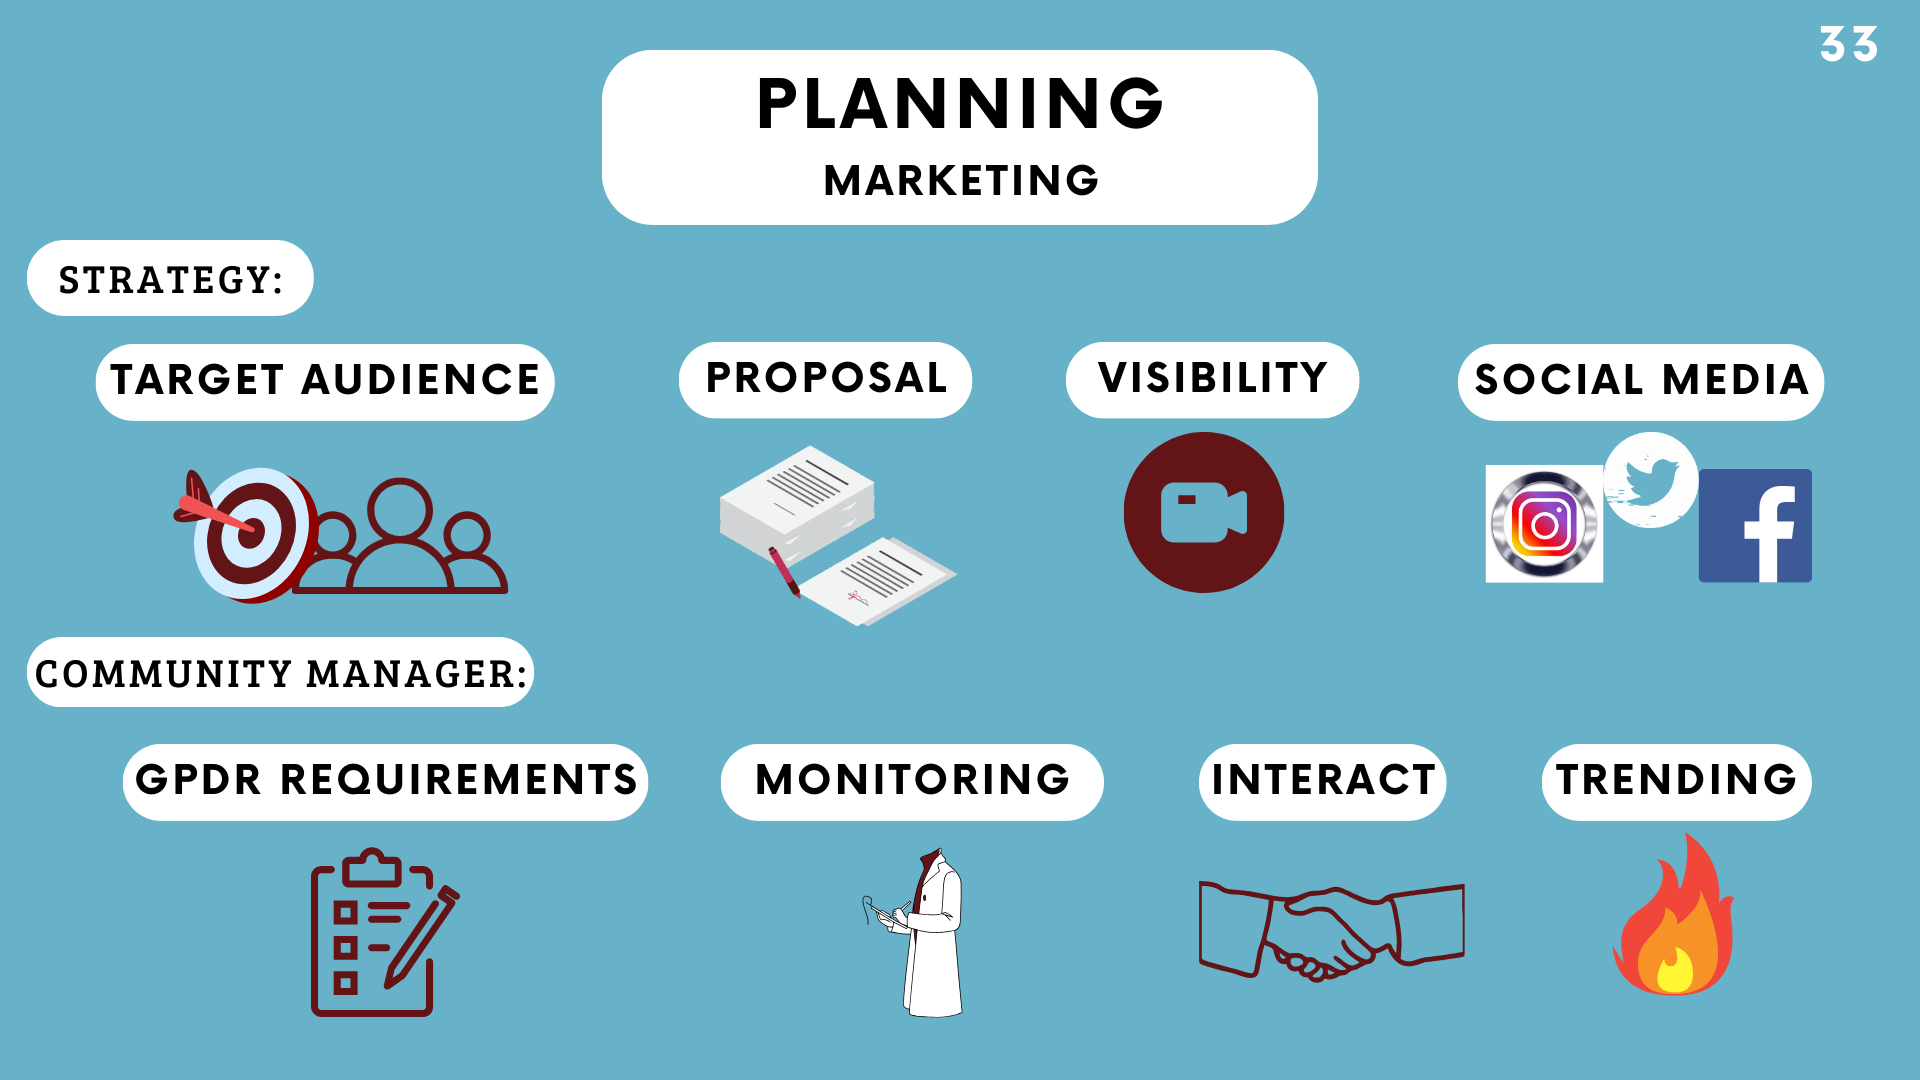 33
PLANNING
MARKETING
STRATEGY:
TARGET AUDIENCE
PROPOSAL
VISIBILITY
SOCIAL MEDIA
COMMUNITY MANAGER:
GPDR REQUIREMENTS
MONITORING
INTERACT
TRENDING